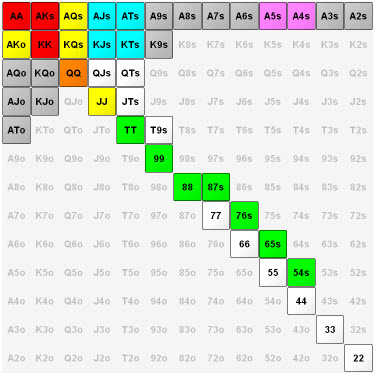 AA AKs AQs AJs ATs A9s A8s A7s A6s A5s A4s A3s A2s
AKo KK KQs KJs KTs K9s K8s K7s K6s K5s K4s K3s K2s
AQo KQo QQ QJs QTs Q9s Q8s Q7s Q6s Q5s Q4s Q3s Q2s
AJo KJo QJo JJ JTs J9s J8s J7s J6s J5s J4s J3s J2s
ATo KTo QTo JTo TT T9s T8s T7s T6s T5s T4s T3s T2s
A9o K9o Q9o J9o T9o 99 98s 97s 96s 95s 94s 93s 92s
A8o K8o Q8o J8o T8o 98o 88 87s 86s 85s 84s 83s 82s
A7o K7o Q7o J7o T7o 97o 87o 77 76s 75s 74s 73s 72s
A6o K6o Q6o J6o T6o 96o 86o 76o 66 65s 64s 63s 62s
A5o K5o Q5o J5o T5o 95o 85o 75o 65o 55 54s 53s 52s
A4o K4o Q4o J4o T4o 94o 84o 74o 64o 54o 44 43s 42s
A3o K3o Q3o J3o T3o 93o 83o 73o 63o 53o 43o 33 32s
A2o K2o Q2o J2o T2o 92o 82o 72o 62o 52o 42o 32o 22